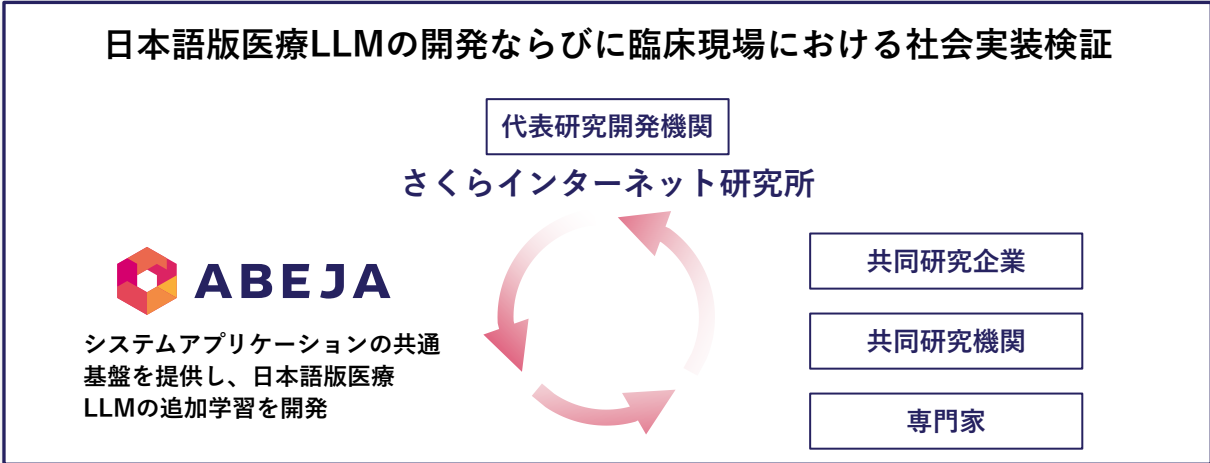 日本語版医療LLMの開発ならびに臨床現場における社会実装検証
代表研究開発機関
さくらインターネット研究所
ABEJA
システムアプリケーションの共通
基盤を提供し、日本語版医療
LLMの追加学習を開発
共同研究企業
共同研究機関
専門家